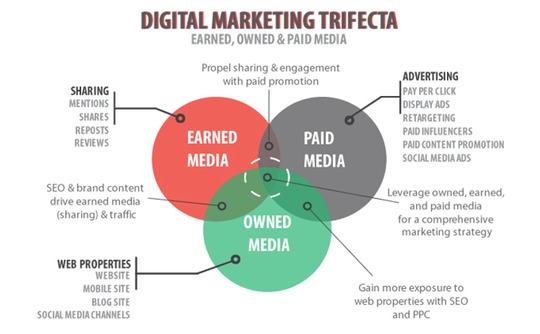 DIGITAL MARKETING TRIFECTA
EARNED, OWNED & PAID MEDIA
Propel sharing & engagement
with paid promotion
SHARING
MENTIONS
SHARES
REPOSTS
REVIEWS
ADVERTISING
PAY PER CLICK
DISPLAY ADS
RETARGETING
PAID INFLUENCERS
PAID CONTENT PROMOTION
SOCIAL MEDIA ADS
EARNED
MEDIA
PAID
MEDIA
SEO & brand content
drive earned media
(sharing) & traffic
Leverage owned, earned,
and paid media
for a comprehensive
marketing strategy
OWNED
MEDIA
WEB PROPERTIES
WEBSITE
MOBILE SITE
BLOG SITE
SOCIAL MEDIA CHANNELS
Gain more exposure to
web properties with SEO
and PPC